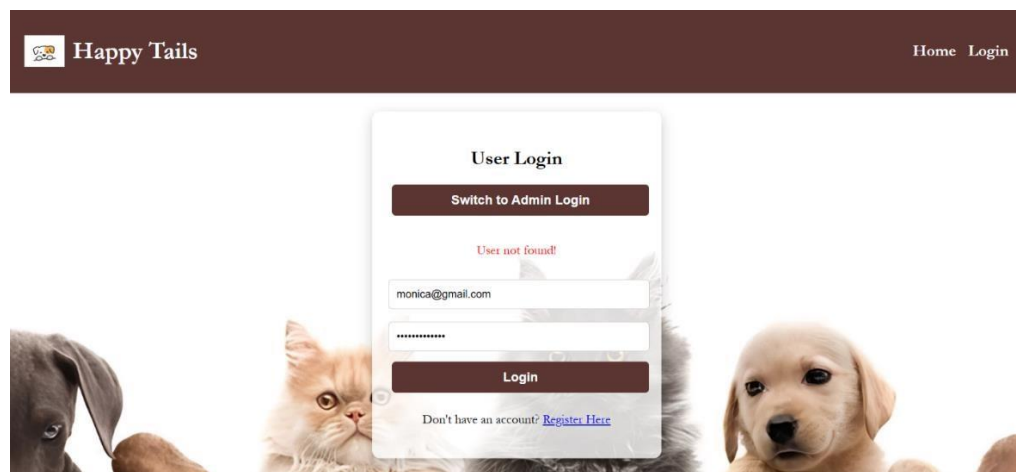 Happy Tails
Home Login
User Login
Switch to Admin Login
User not found!
monica@gmail.com
•••••••••••••
Login
Don't have an account? Register Here